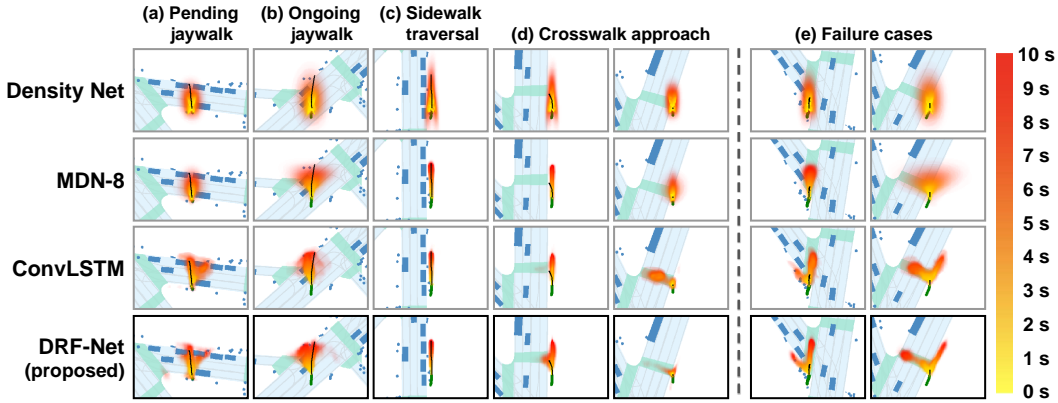 (a) Pending
jaywalk
(b) Ongoing
jaywalk
(c) Sidewalk
traversal
(d) Crosswalk approach
(e) Failure cases
Density Net
MDN-8
ConvLSTM
DRF-Net
(proposed)
10 s
9 s
8 s
7 s
6 s
5 s
4 s
3 s
2 s
1 s
0 s